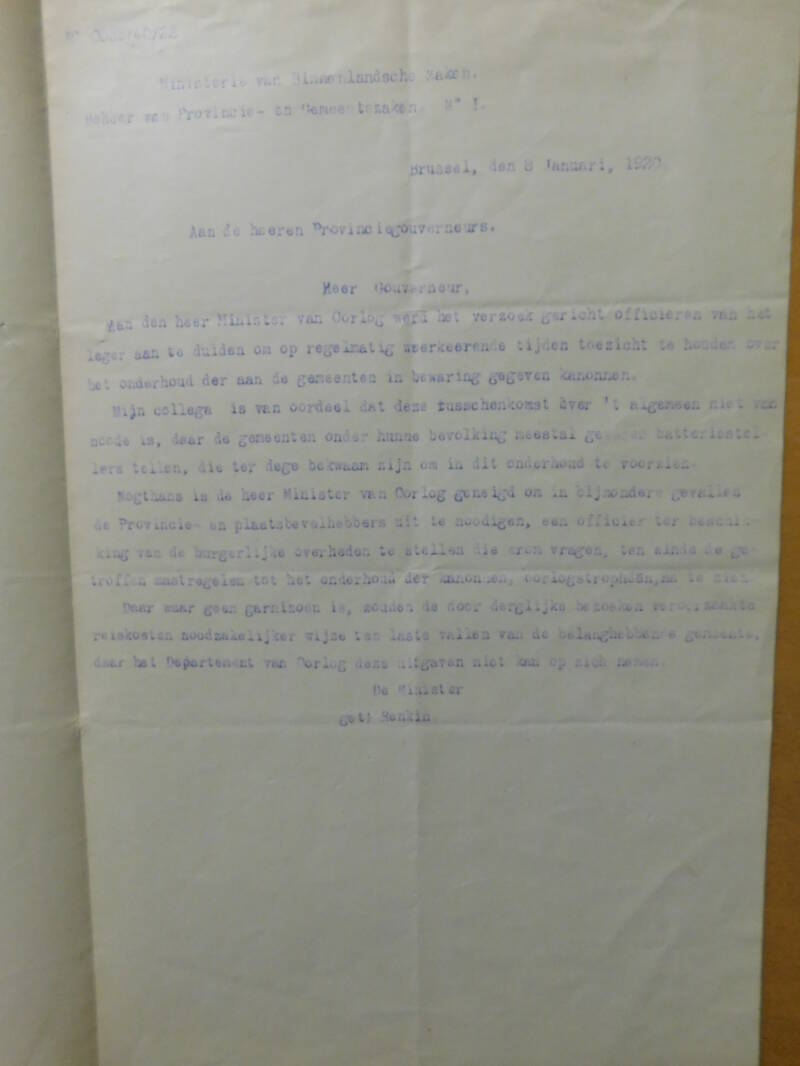 Ministerie van Binnenlandsche Zaken.
Beheer van Provincie- en Gemeentezaken. N° I.
Brussel, den 8 Januari, 1920
Aan de heeren Provinciegouverneurs.
Heer Gouverneur,
Aan den heer Minister van Oorlog werd het verzoek gericht officieren van het
leger aan te duiden om op regelmatig weerkeerende tijden toezicht te houden over
het onderhoud der aan de gemeenten in bewaring gegeven kanonnen.
Mijn collega is van oordeel dat deze tusschenkomst over 't algemeen niet van
noode is, daar de gemeenten onder hunne bevolking meestal gewezen batteriestel-
lers tellen, die ter dege bekwaam zijn om in dit onderhoud te voorzien.
Nogthans is de heer Minister van Oorlog geneigd om in bijzondere gevallen
de Provincie- en plaatsbevelhebbers uit te noodigen, een officier ter beschik-
king van de burgerlijke overheden te stellen die erom vragen, ten einde de ge-
troffen maatregelen tot het onderhoud der kanonnen, oorlogstropheën, na te zien
Daar waar geen garnizoen is, zouden de door derglijke bezoeken veroorzaakte
reiskosten noodzakelijker wijze ten laste vallen van de belanghebbende gemeente,
daar het Departement van Oorlog deze uitgaven niet kan op zich nemen.
De Minister
get: Renkin